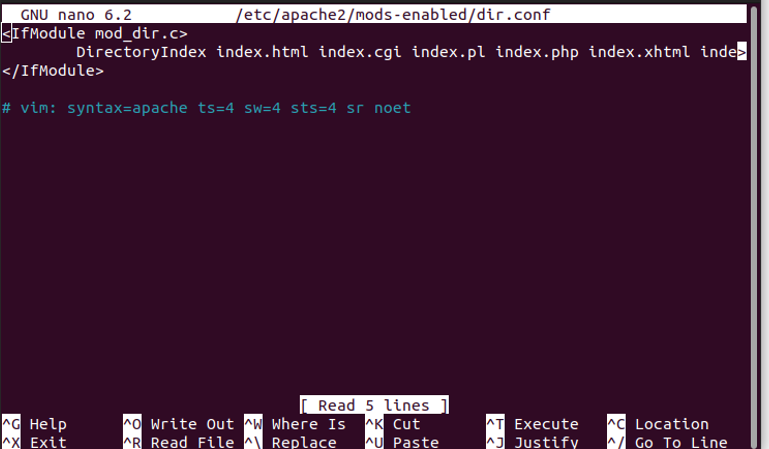 GNU nano 6.2 /etc/apache2/mods-enabled/dir.conf
<IfModule mod_dir.c>
DirectoryIndex index.html index.cgi index.pl index.php index.xhtml inde>
</IfModule>
# vim: syntax=apache ts=4 sw=4 sts=4 sr noet
[ Read 5 lines ]
^G Help ^O Write Out ^W Where Is ^K Cut ^T Execute ^C Location
^X Exit ^R Read File ^\ Replace ^U Paste ^J Justify ^/ Go To Line